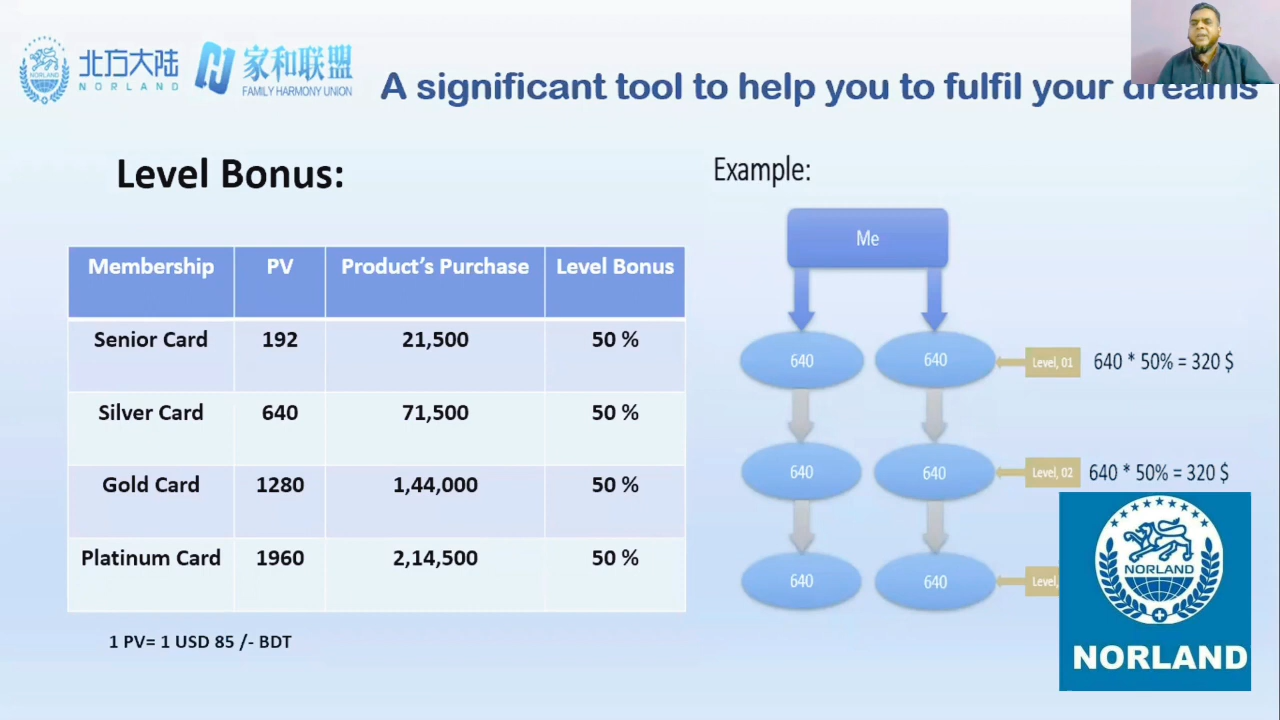 北方大陆
NORLAND
家和联盟
FAMILY HARMONY UNION
NORLAND
A significant tool to help you to fulfil your dreams
Level Bonus:
Membership PV Product's Purchase Level Bonus
Senior Card 192 21,500 50 %
Silver Card 640 71,500 50 %
Gold Card 1280 1,44,000 50 %
Platinum Card 1960 2,14,500 50 %
1 PV= 1 USD 85 /- BDT
Example:
Me
640 640 Level, 01 640 * 50% = 320 $
640 640 Level, 02 640 * 50% = 320 $
640 640 Level,
NORLAND
NORLAND